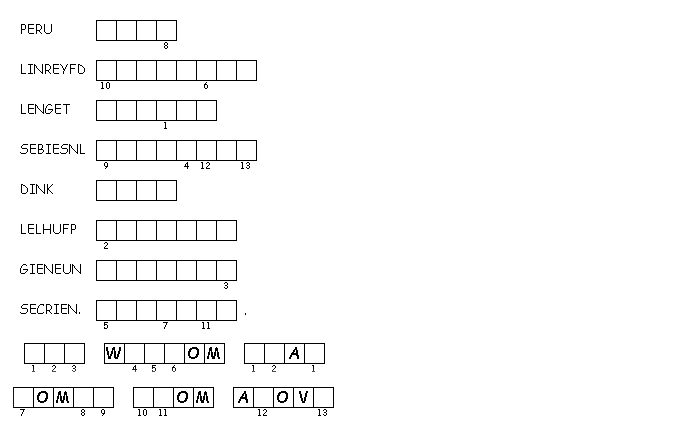 PERU
8
LINREYFD
10 6
LENGET
1
SEBIESNL
9 4 12 13
DINK
LELHUFP
2
GIENEUN
3
SECRIEN. .
5 7 11
W O M A
1 2 3 4 5 6 1 2 1
O M O M A O V
7 8 9 10 11 12 13